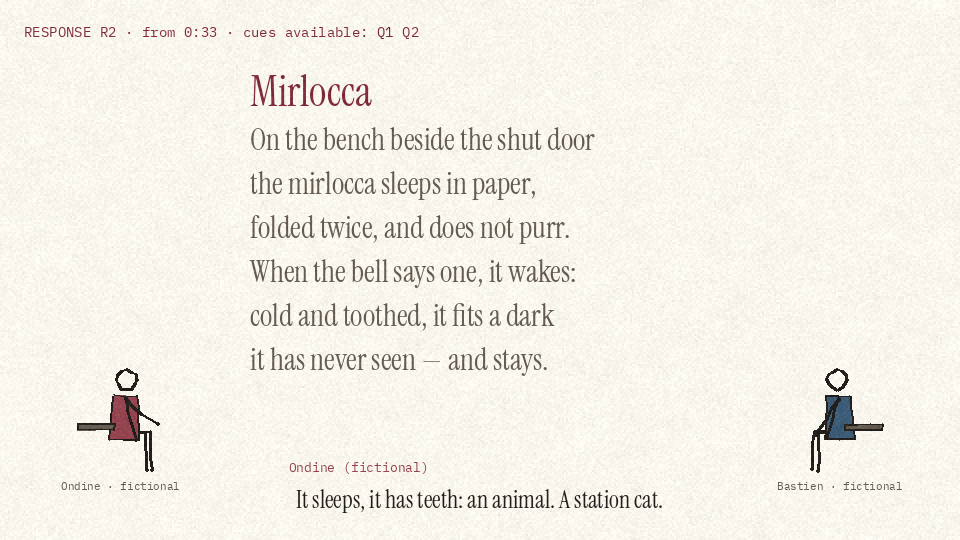 RESPONSE R2 · from 0:33 · cues available: Q1 Q2
Mirlocca
On the bench beside the shut door
the mirlocca sleeps in paper,
folded twice, and does not purr.
When the bell says one, it wakes:
cold and toothed, it fits a dark
it has never seen — and stays.
Ondine (fictional)
It sleeps, it has teeth: an animal. A station cat.
Ondine · fictional
Bastien · fictional